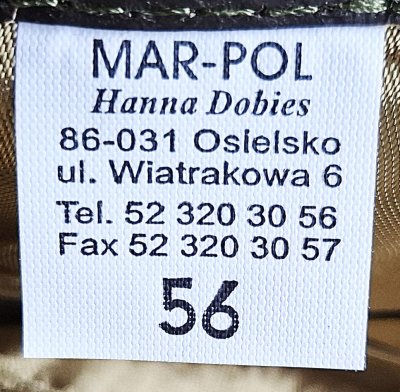 MAR-POL
Hanna Dobies
86-031 Osielsko
ul. Wiatrakowa 6
Tel. 52 320 30 56
Fax 52 320 30 57
56